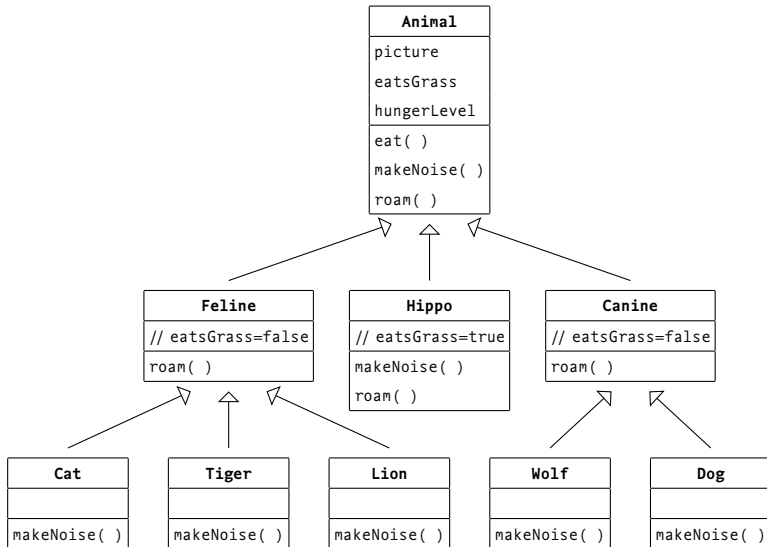 Animal
picture
eatsGrass
hungerLevel
eat( )
makeNoise( )
roam( )
Feline
// eatsGrass=false
roam( )
Hippo
// eatsGrass=true
makeNoise( )
roam( )
Canine
// eatsGrass=false
roam( )
Cat
makeNoise( )
Tiger
makeNoise( )
Lion
makeNoise( )
Wolf
makeNoise( )
Dog
makeNoise( )